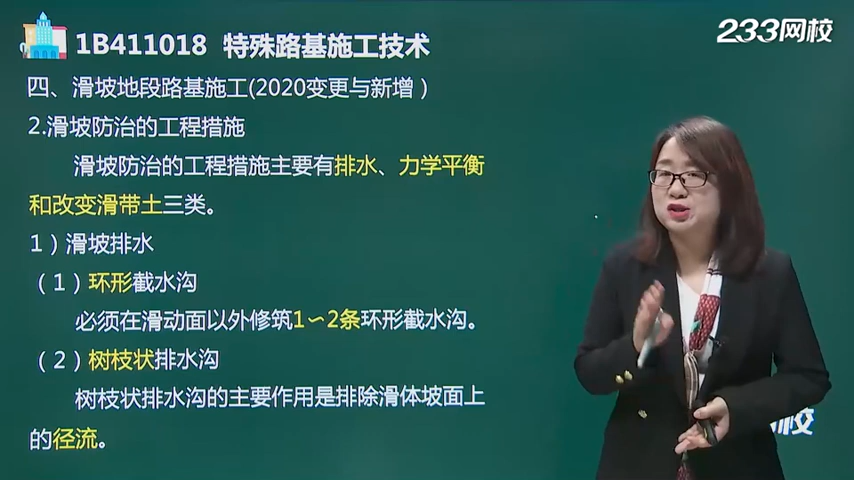 1B411018 特殊路基施工技术
233网校
四、滑坡地段路基施工(2020变更与新增）
2.滑坡防治的工程措施
滑坡防治的工程措施主要有排水、力学平衡
和改变滑带土三类。
1）滑坡排水
（1）环形截水沟
必须在滑动面以外修筑1～2条环形截水沟。
（2）树枝状排水沟
树枝状排水沟的主要作用是排除滑体坡面上
的径流。
网校